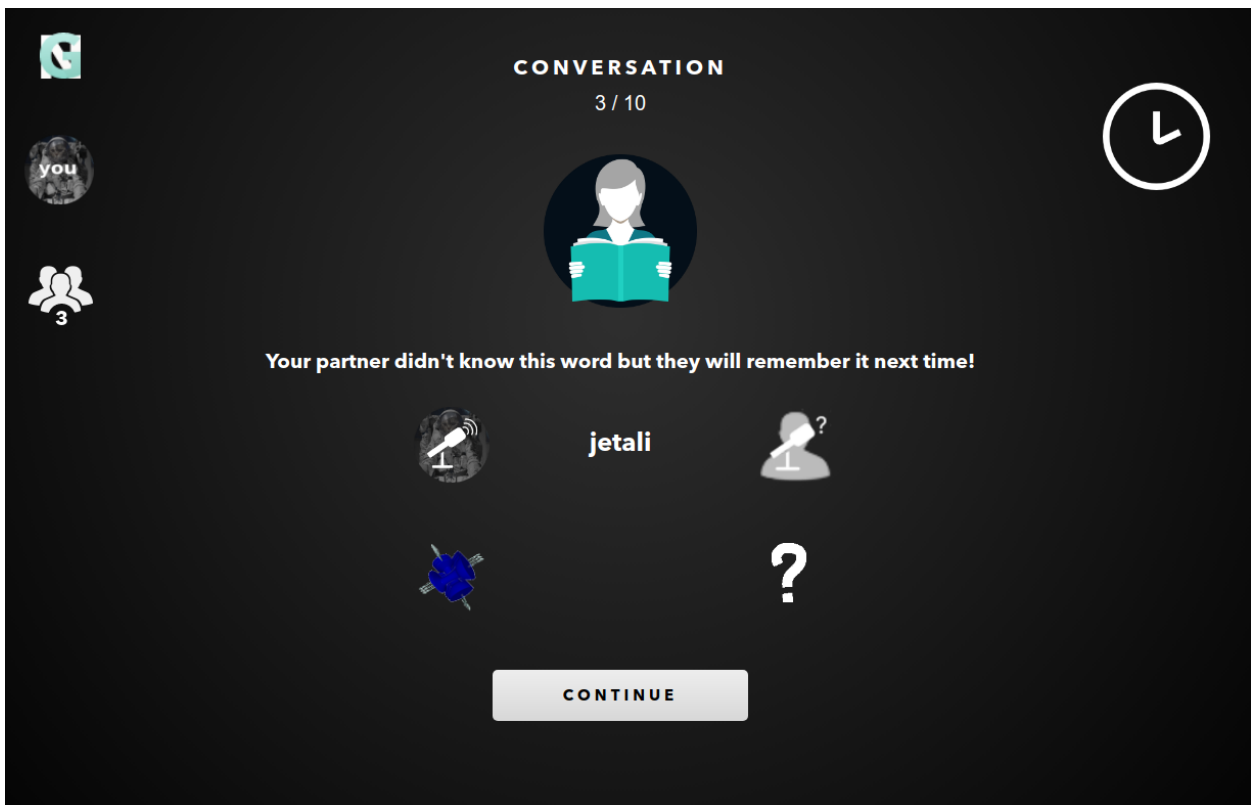 G
CONVERSATION
3 / 10
you
3
Your partner didn't know this word but they will remember it next time!
jetali
?
?
CONTINUE